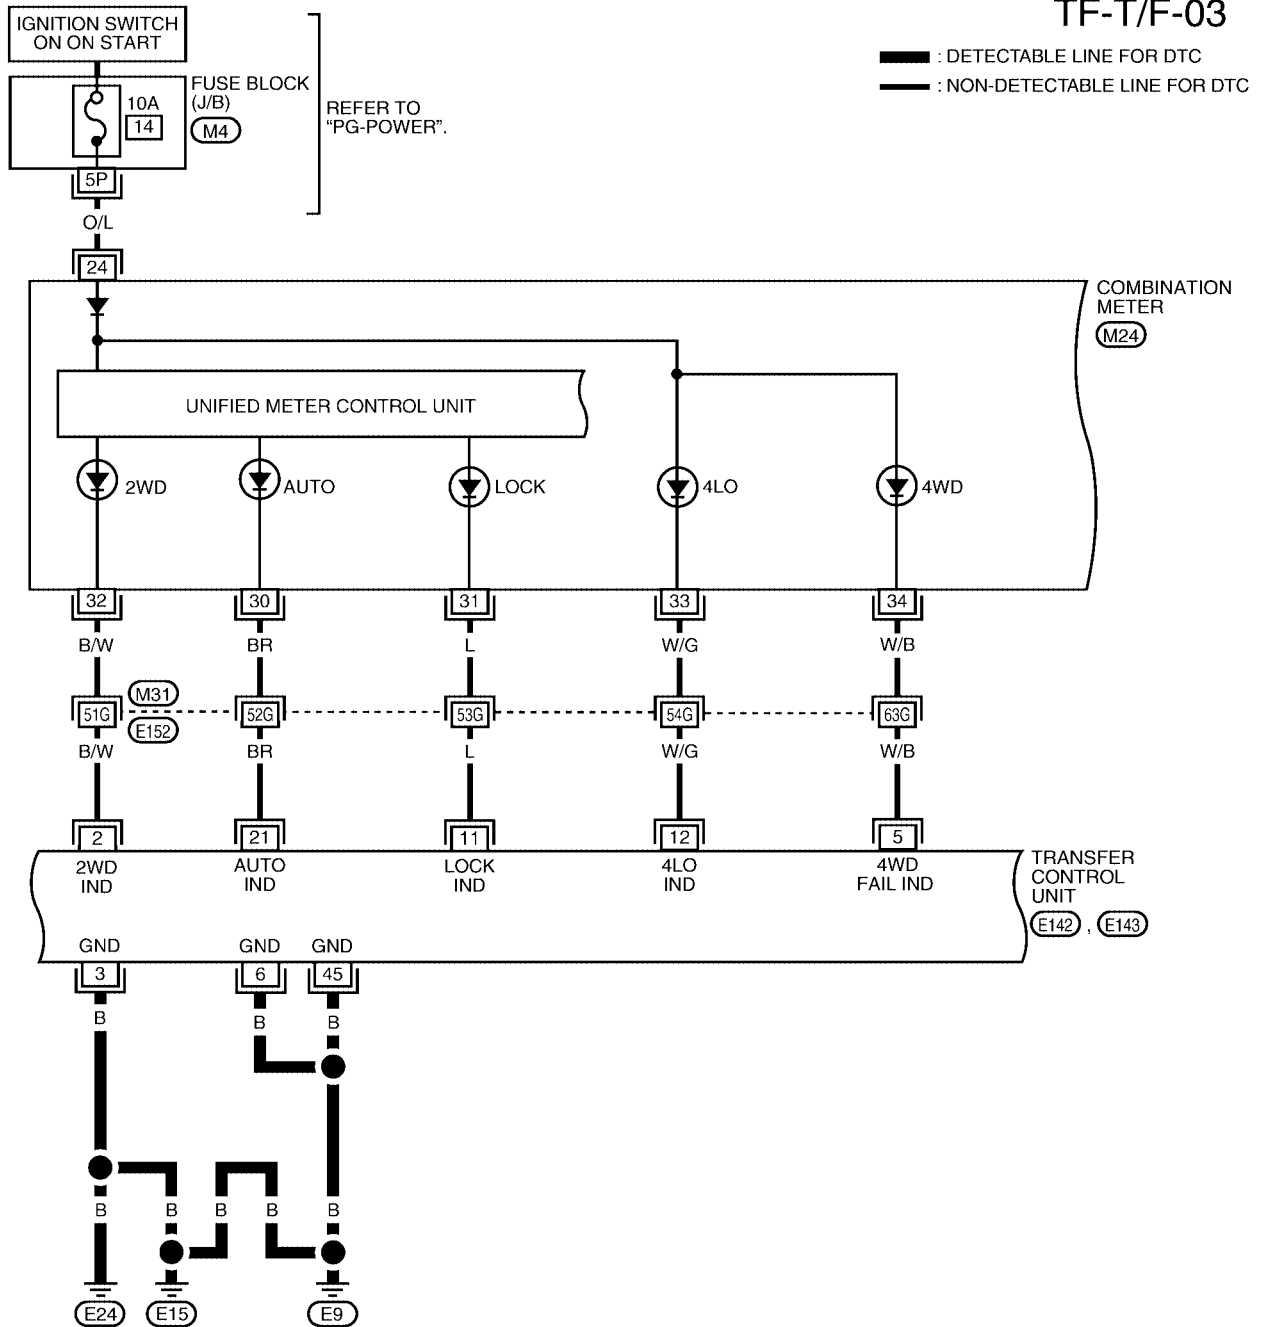 TF-T/F-03
IGNITION SWITCH
ON ON START
: DETECTABLE LINE FOR DTC
: NON-DETECTABLE LINE FOR DTC
FUSE BLOCK
(J/B)
10A
14
M4
REFER TO
“PG-POWER”.
5P
O/L
24
COMBINATION
METER
M24
UNIFIED METER CONTROL UNIT
2WD AUTO LOCK 4LO 4WD
32 30 31 33 34
B/W BR L W/G W/B
M31
51G 52G 53G 54G 63G
E152
B/W BR L W/G W/B
2 21 11 12 5
2WD
IND
AUTO
IND
LOCK
IND
4LO
IND
4WD
FAIL IND
TRANSFER
CONTROL
UNIT
E142 , E143
GND GND GND
3 6 45
B B B
B B B B B
E24 E15 E9